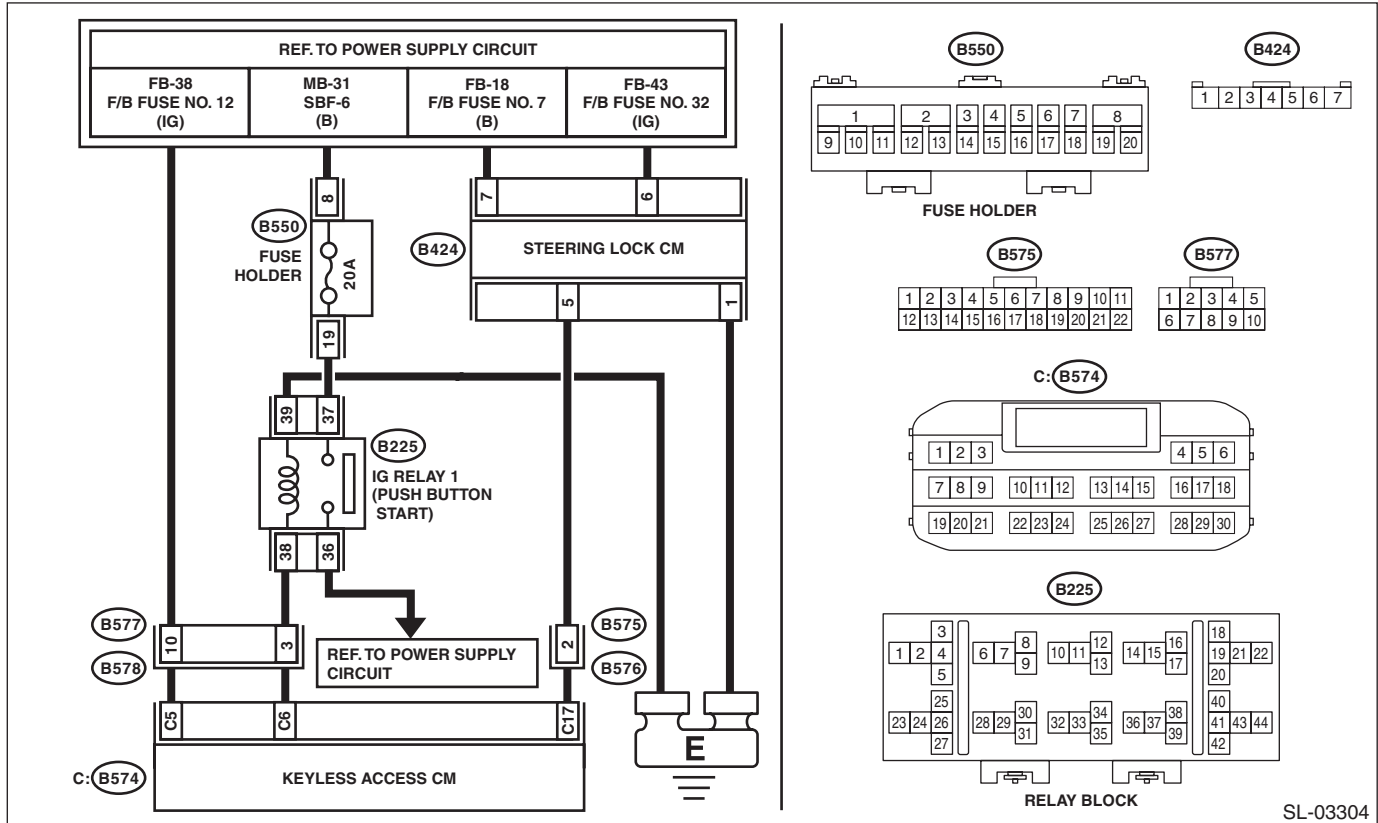 REF. TO POWER SUPPLY CIRCUIT
FB-38
F/B FUSE NO. 12
(IG)
MB-31
SBF-6
(B)
FB-18
F/B FUSE NO. 7
(B)
FB-43
F/B FUSE NO. 32
(IG)
8
7
6
B550
FUSE
HOLDER
20A
B424
STEERING LOCK CM
19
5
1
39
37
B225
IG RELAY 1
(PUSH BUTTON
START)
38
36
B577
10
3
B578
REF. TO POWER SUPPLY
CIRCUIT
2
B575
B576
C5
C6
C17
E
C: B574
KEYLESS ACCESS CM
B550
1 2 3 4 5 6 7 8
9 10 11 12 13 14 15 16 17 18 19 20
FUSE HOLDER
B424
1 2 3 4 5 6 7
B575
1 2 3 4 5 6 7 8 9 10 11
12 13 14 15 16 17 18 19 20 21 22
B577
1 2 3 4 5
6 7 8 9 10
C: B574
1 2 3 4 5 6
7 8 9 10 11 12 13 14 15 16 17 18
19 20 21 22 23 24 25 26 27 28 29 30
B225
3 18
1 2 4 6 7 8 9 10 11 12 13 14 15 16 17 19 21 22
5 20
25 40
23 24 26 28 29 30 31 32 33 34 35 36 37 38 39 41 43 44
27 42
RELAY BLOCK
SL-03304